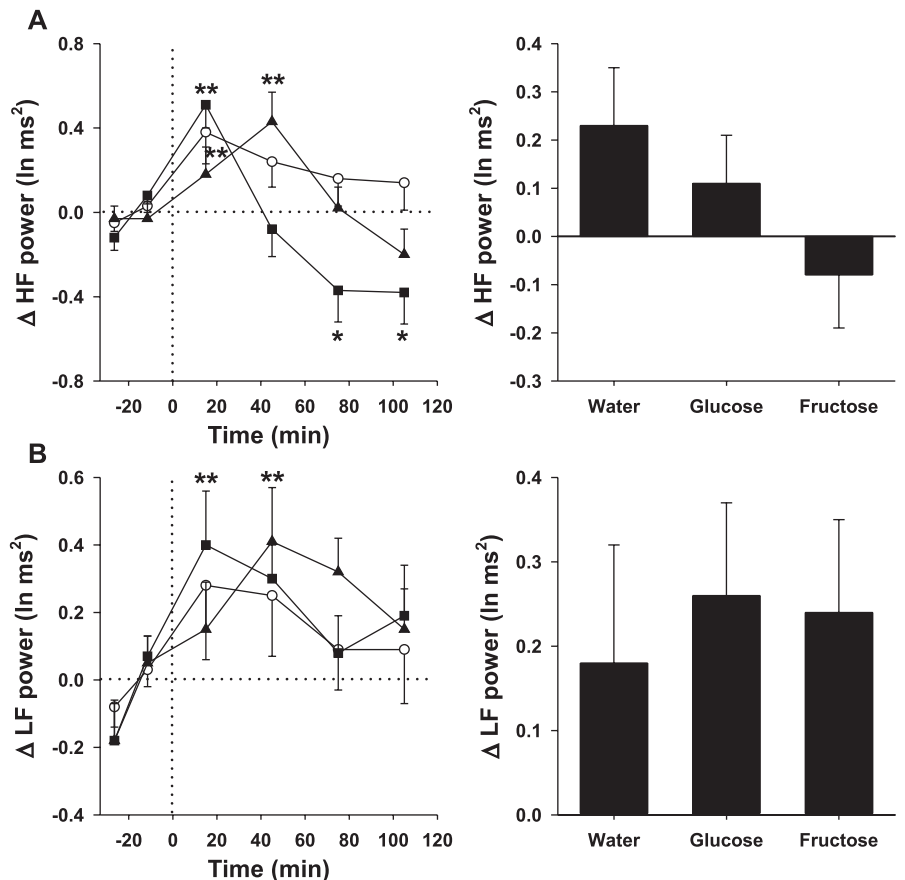 A
Δ HF power (ln ms²)
0.8
0.4
0.0
-0.4
-0.8
**
**
**
*
*
-20 0 20 40 60 80 100 120
Time (min)
Δ HF power (ln ms²)
0.4
0.3
0.2
0.1
0.0
-0.1
-0.2
-0.3
Water Glucose Fructose
B
Δ LF power (ln ms²)
0.6
0.4
0.2
0.0
-0.2
-0.4
** **
-20 0 20 40 60 80 100 120
Time (min)
Δ LF power (ln ms²)
0.4
0.3
0.2
0.1
0.0
Water Glucose Fructose